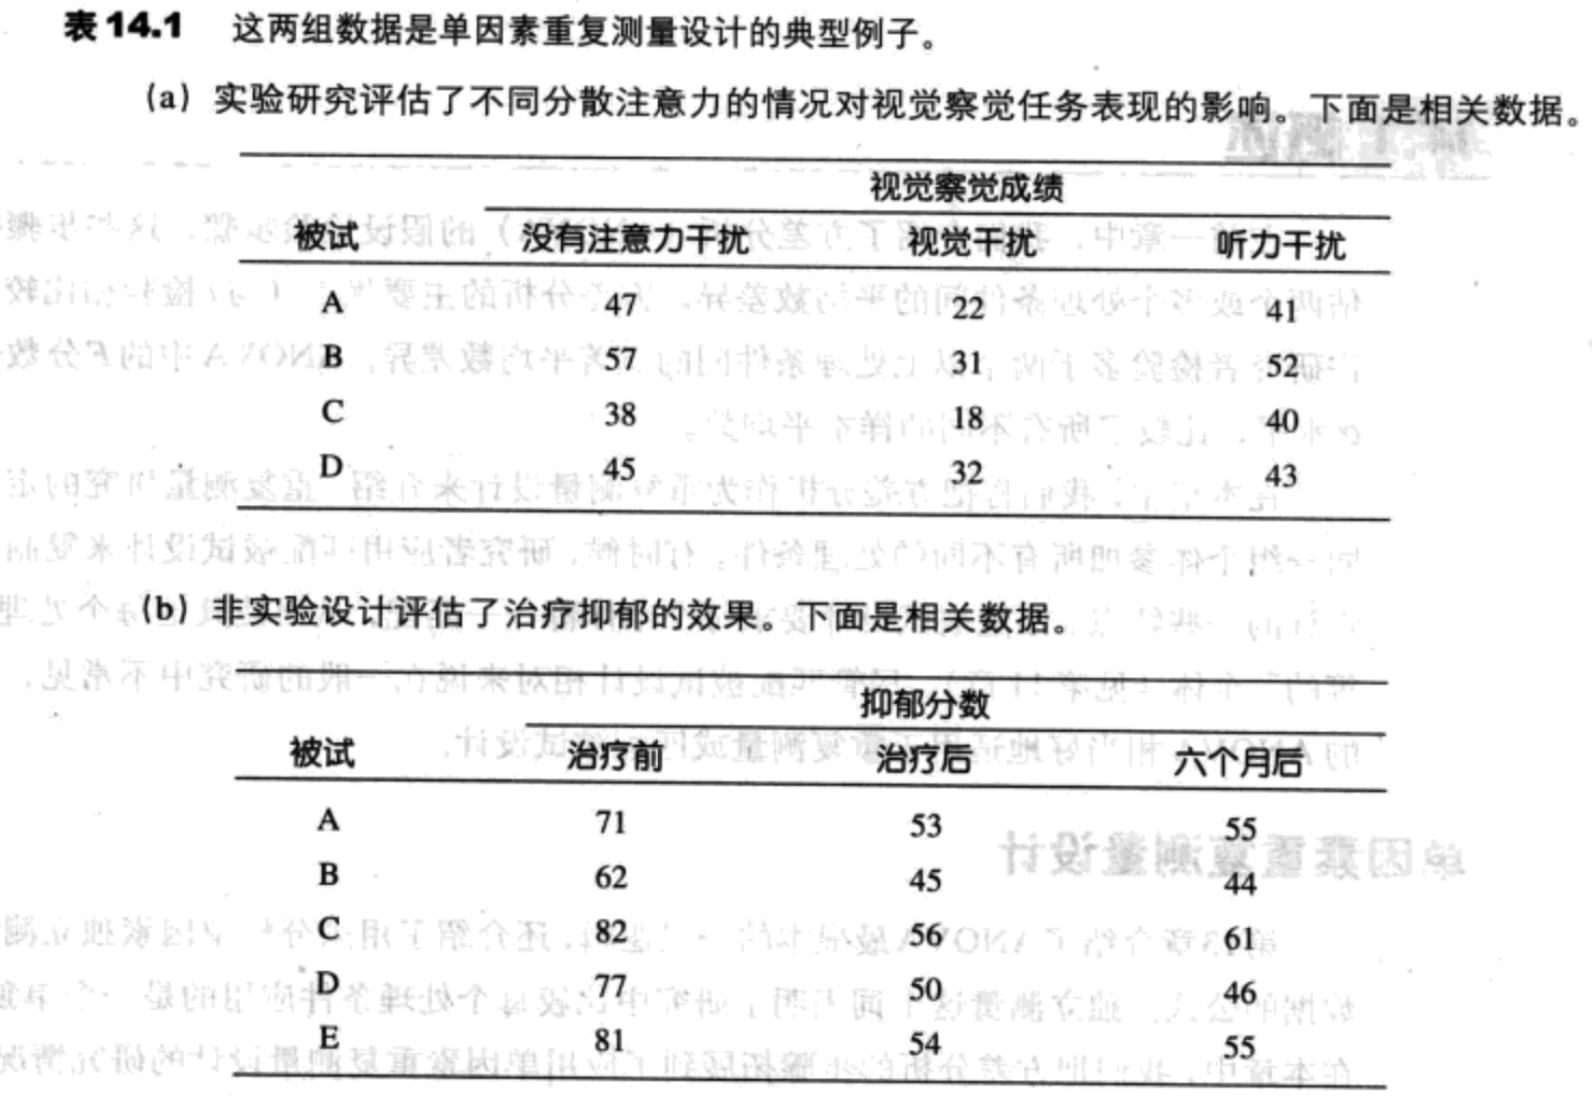 表 14.1 这两组数据是单因素重复测量设计的典型例子。
(a) 实验研究评估了不同分散注意力的情况对视觉察觉任务表现的影响。下面是相关数据。
视觉察觉成绩
被试 没有注意力干扰 视觉干扰 听力干扰
A 47 22 41
B 57 31 52
C 38 18 40
D 45 32 43
(b) 非实验设计评估了治疗抑郁的效果。下面是相关数据。
抑郁分数
被试 治疗前 治疗后 六个月后
A 71 53 55
B 62 45 44
C 82 56 61
D 77 50 46
E 81 54 55